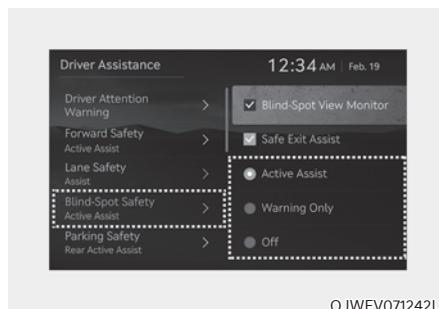 Driver Assistance
12:34 AM Feb. 19
Driver Attention
Warning
Forward Safety
Active Assist
Lane Safety
Assist
Blind-Spot Safety
Active Assist
Parking Safety
Rear Active Assist
Blind-Spot View Monitor
Safe Exit Assist
Active Assist
Warning Only
Off